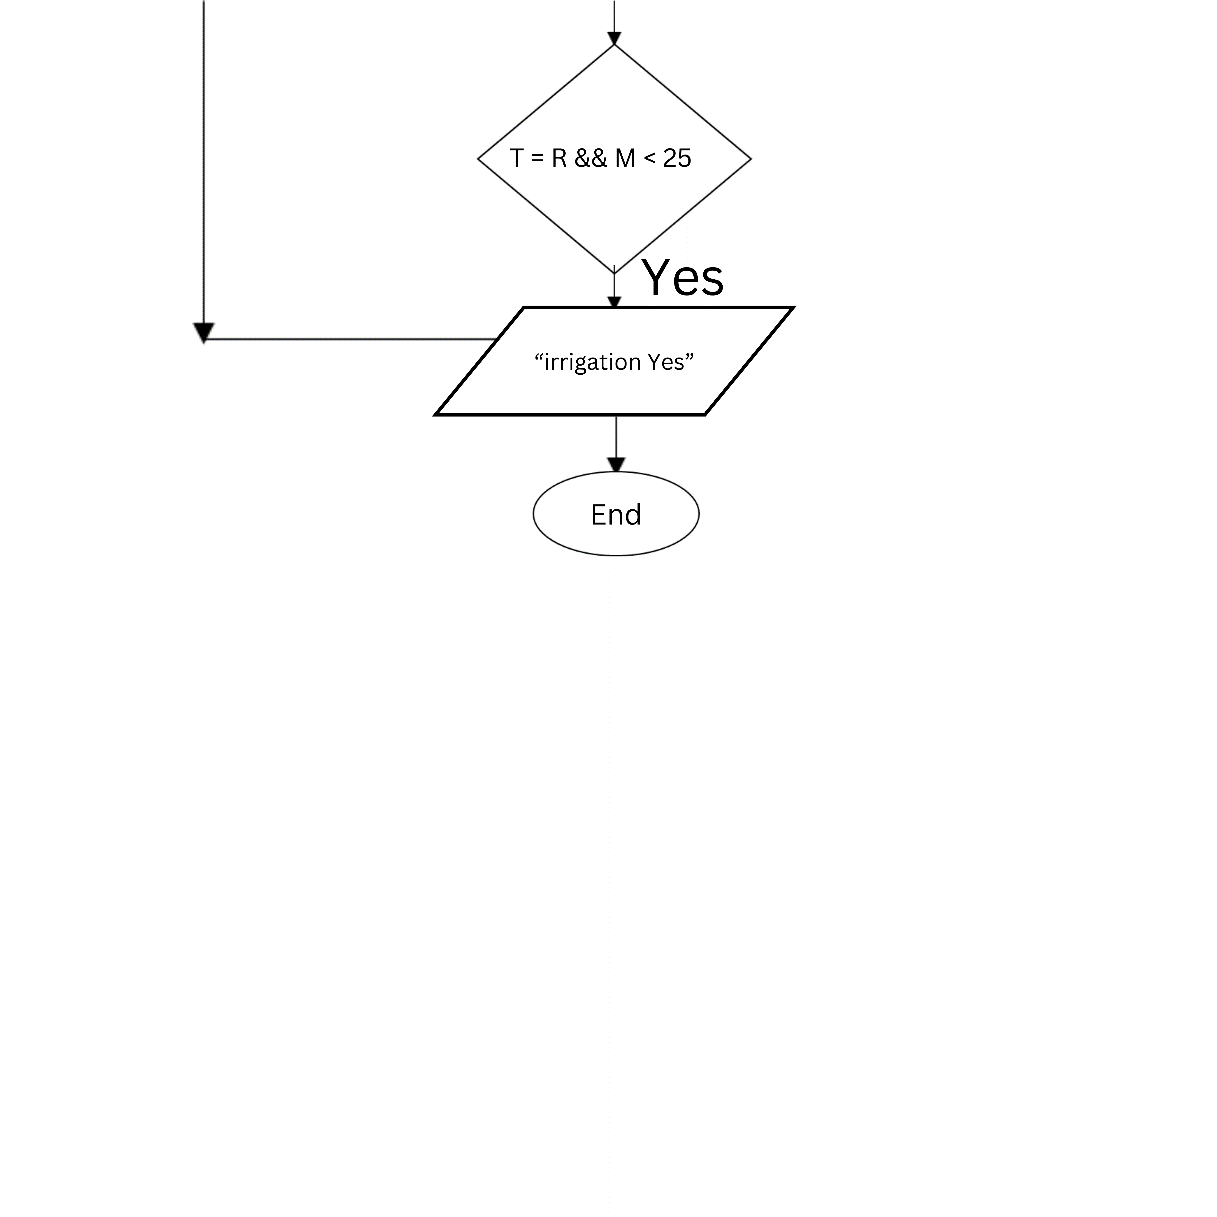 T = R && M < 25
Yes
“irrigation Yes”
End